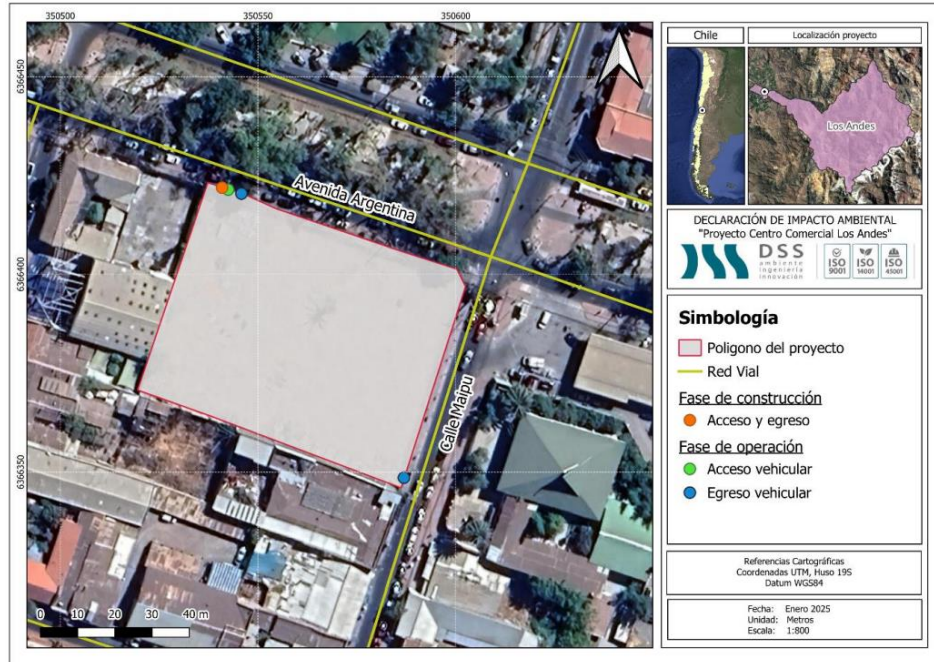 350500
350550
350600
6366450
6366400
6366350
Avenida Argentina
Calle Maipu
0 10 20 30 40 m
Chile
Localización proyecto
Los Andes
DECLARACIÓN DE IMPACTO AMBIENTAL
"Proyecto Centro Comercial Los Andes"
DSS
ambiente
ingeniería
innovación
ISO
9001
ISO
14001
ISO
45001
Simbología
Poligono del proyecto
Red Vial
Fase de construcción
Acceso y egreso
Fase de operación
Acceso vehicular
Egreso vehicular
Referencias Cartográficas
Coordenadas UTM, Huso 19S
Datum WGS84
Fecha: Enero 2025
Unidad: Metros
Escala: 1:800